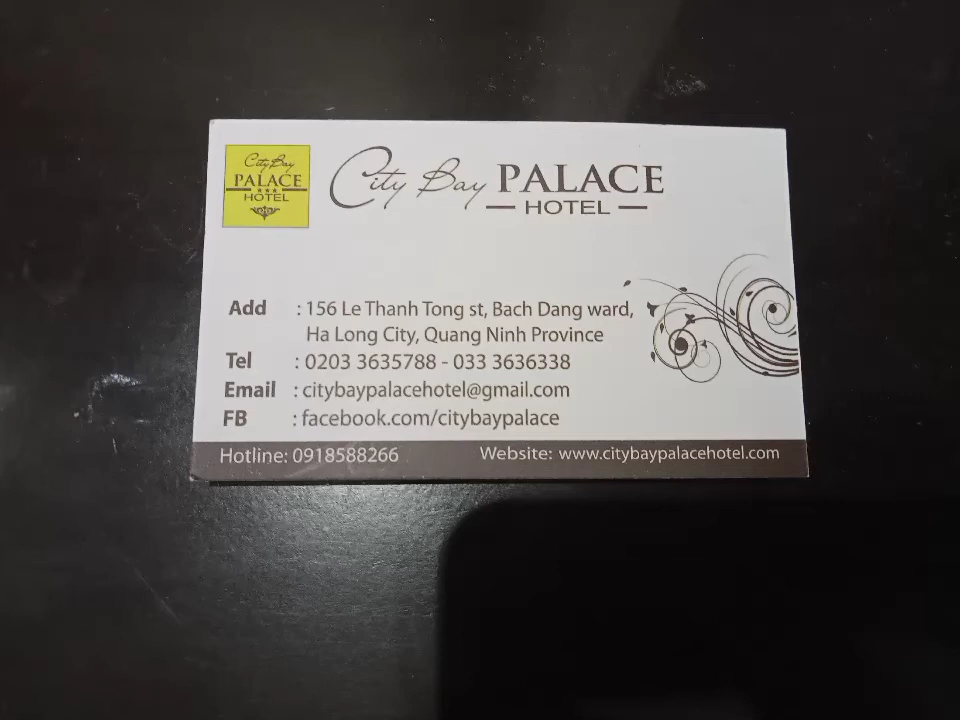 City Bay
PALACE
HOTEL
City Bay PALACE
HOTEL
Add : 156 Le Thanh Tong st, Bach Dang ward,
Ha Long City, Quang Ninh Province
Tel : 0203 3635788 - 033 3636338
Email : citybaypalacehotel@gmail.com
FB : facebook.com/citybaypalace
Hotline: 0918588266 Website: www.citybaypalacehotel.com